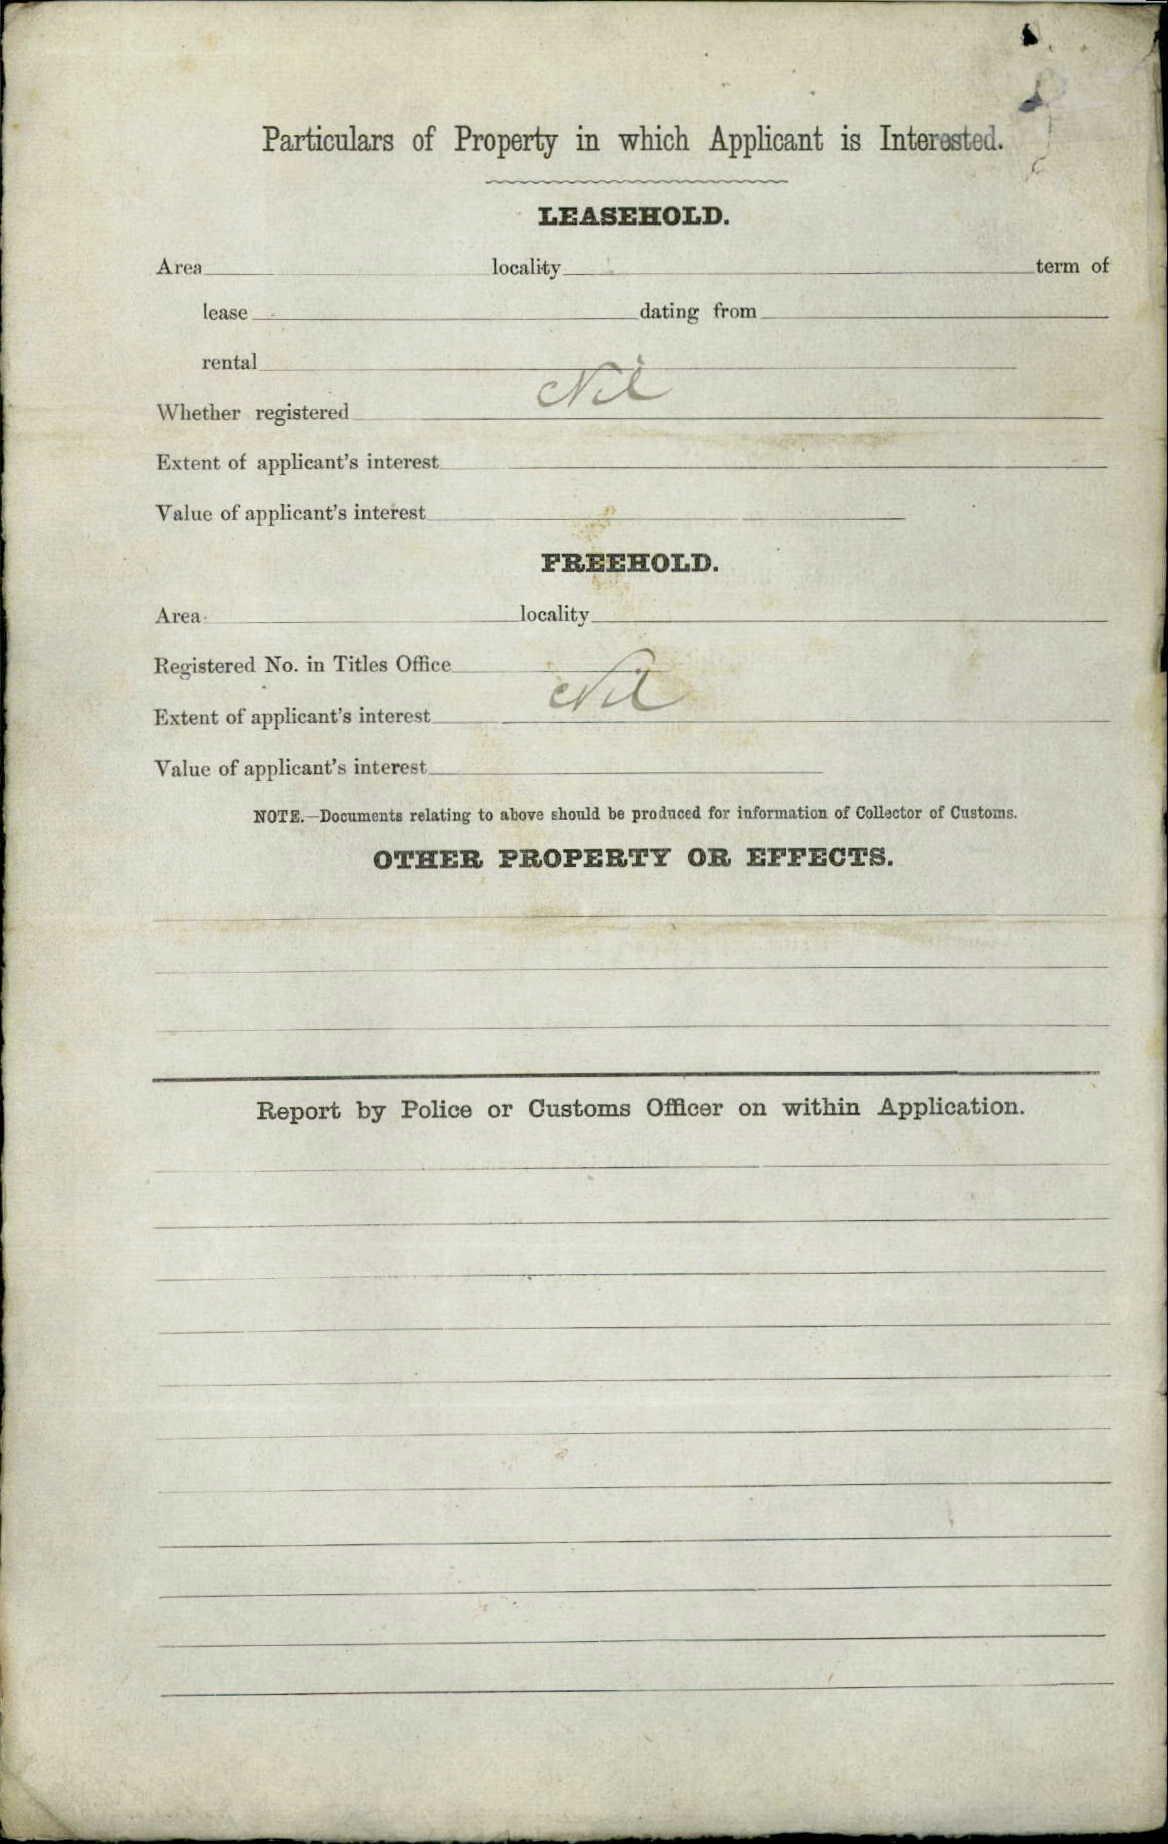 Particulars of Property in which Applicant is Interested.
LEASEHOLD.
Area locality term of
lease dating from
rental
Nil
Whether registered
Extent of applicant's interest
Value of applicant's interest
FREEHOLD.
Area locality
Registered No. in Titles Office
Nil
Extent of applicant's interest
Value of applicant's interest
NOTE.—Documents relating to above should be produced for information of Collector of Customs.
OTHER PROPERTY OR EFFECTS.
Report by Police or Customs Officer on within Application.